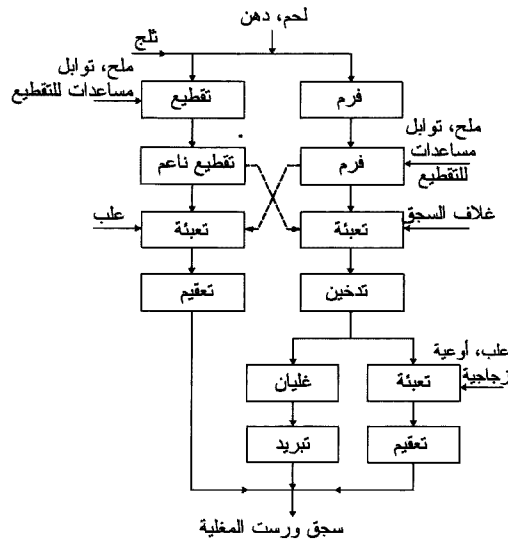 لحم، دهن
ثلج
ملح، توابل
مساعدات للتقطيع
تقطيع
فرم
ملح، توابل
مساعدات
للتقطيع
تقطيع ناعم
فرم
علب
تعبئة
تعبئة
غلاف السجق
تعقيم
تدخين
علب، أوعية
زجاجية
غليان
تعبئة
تبريد
تعقيم
سجق ورست المغلية